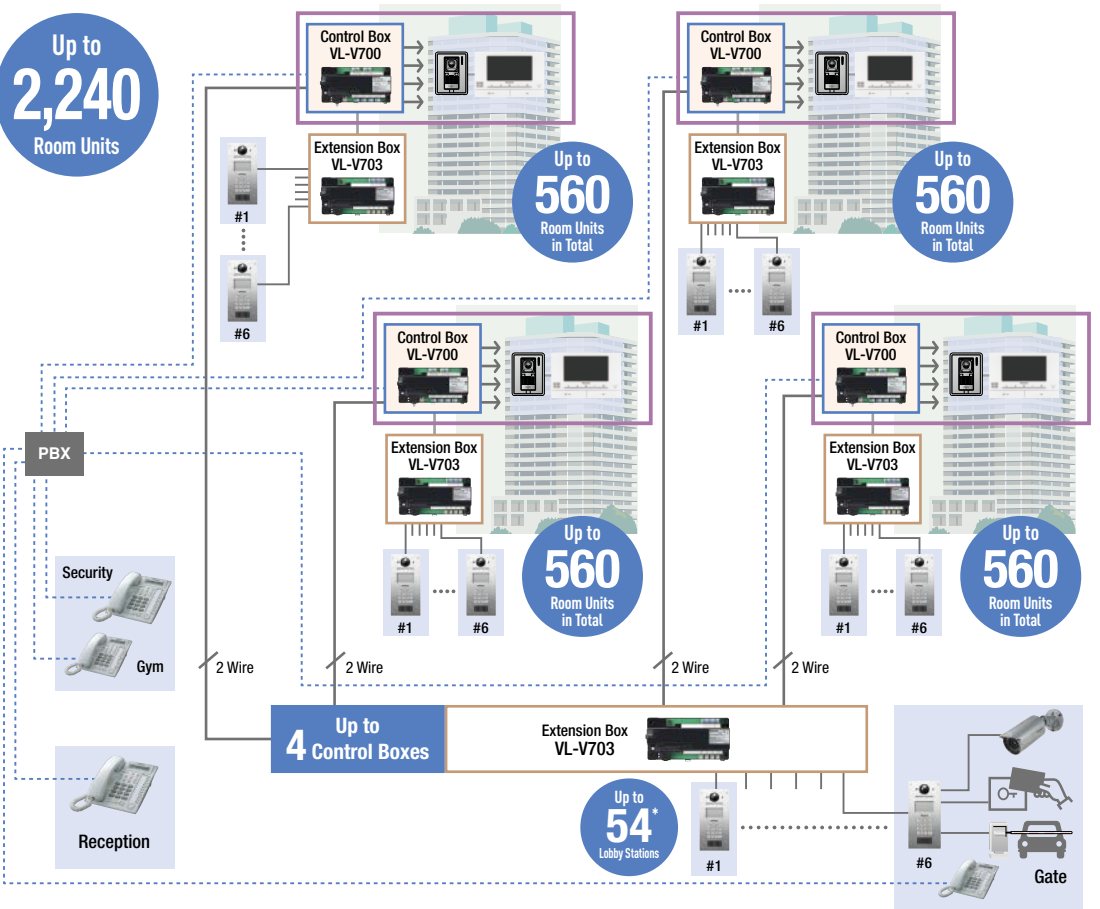 Up to
2,240
Room Units
Control Box
VL-V700
Extension Box
VL-V703
#1
#6
Up to
560
Room Units
in Total
Control Box
VL-V700
Extension Box
VL-V703
#1
#6
Up to
560
Room Units
in Total
Control Box
VL-V700
Extension Box
VL-V703
#1
#6
Up to
560
Room Units
in Total
Control Box
VL-V700
Extension Box
VL-V703
#1
#6
Up to
560
Room Units
in Total
PBX
Security
Gym
Reception
2 Wire
2 Wire
2 Wire
2 Wire
Up to
4 Control Boxes
Extension Box
VL-V703
Up to
54*
Lobby Stations
#1
#6
Gate